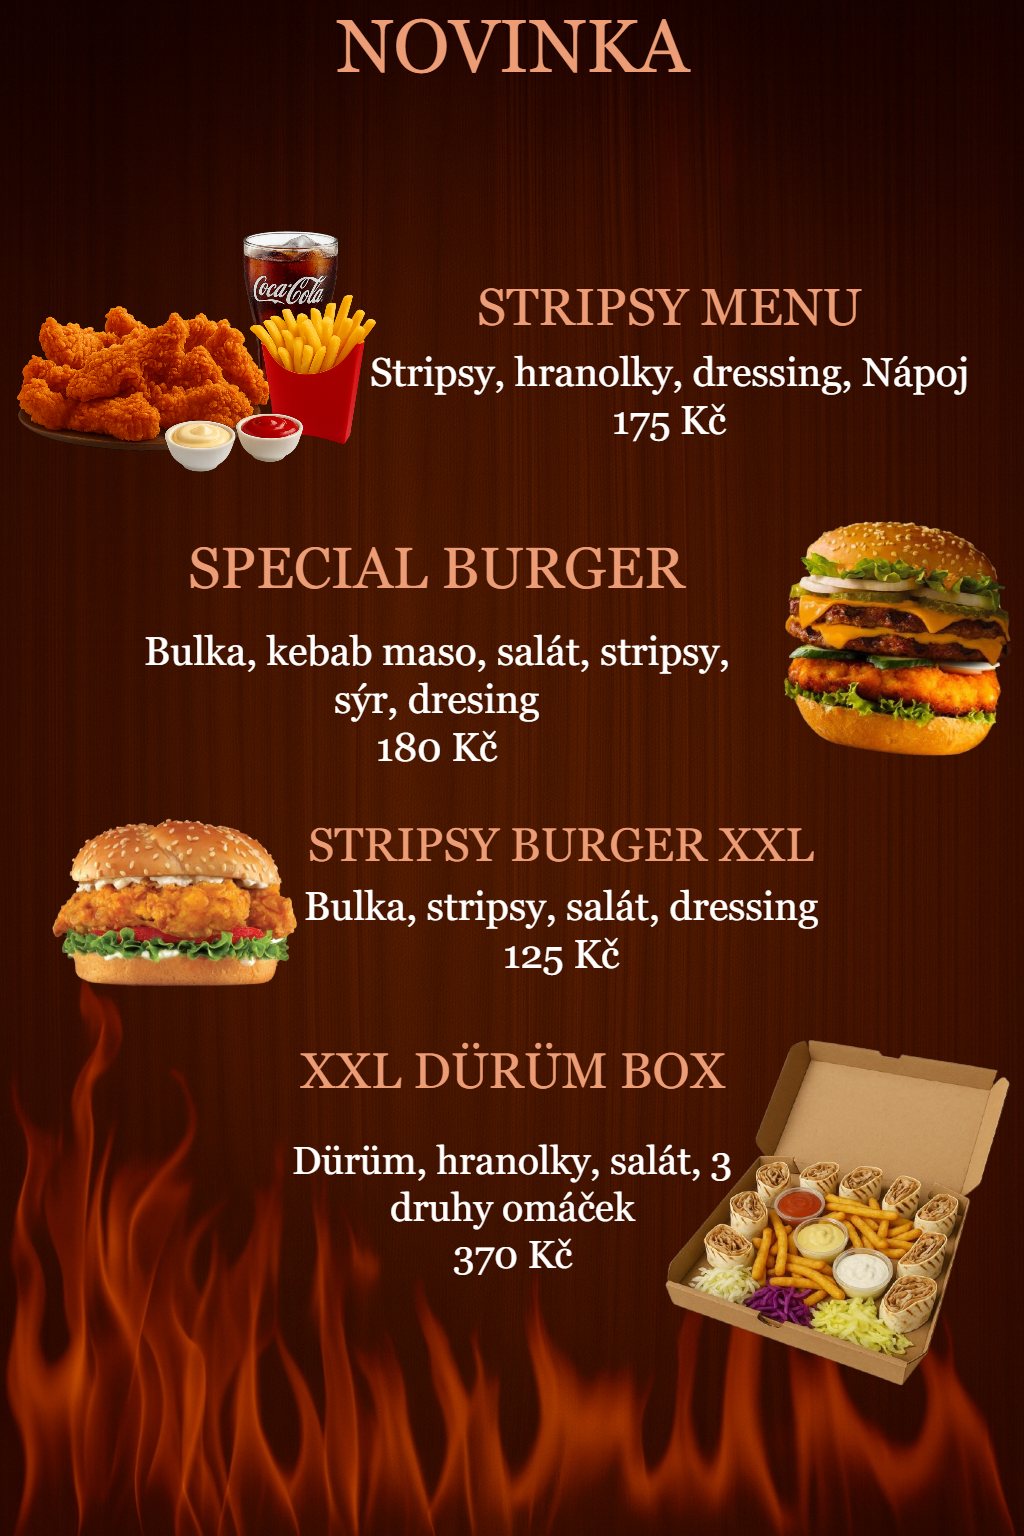 NOVINKA
Coca-Cola
STRIPSY MENU
Stripsy, hranolky, dressing, Nápoj
175 Kč
SPECIAL BURGER
Bulka, kebab maso, salát, stripsy,
sýr, dresing
180 Kč
STRIPSY BURGER XXL
Bulka, stripsy, salát, dressing
125 Kč
XXL DÜRÜM BOX
Dürüm, hranolky, salát, 3
druhy omáček
370 Kč